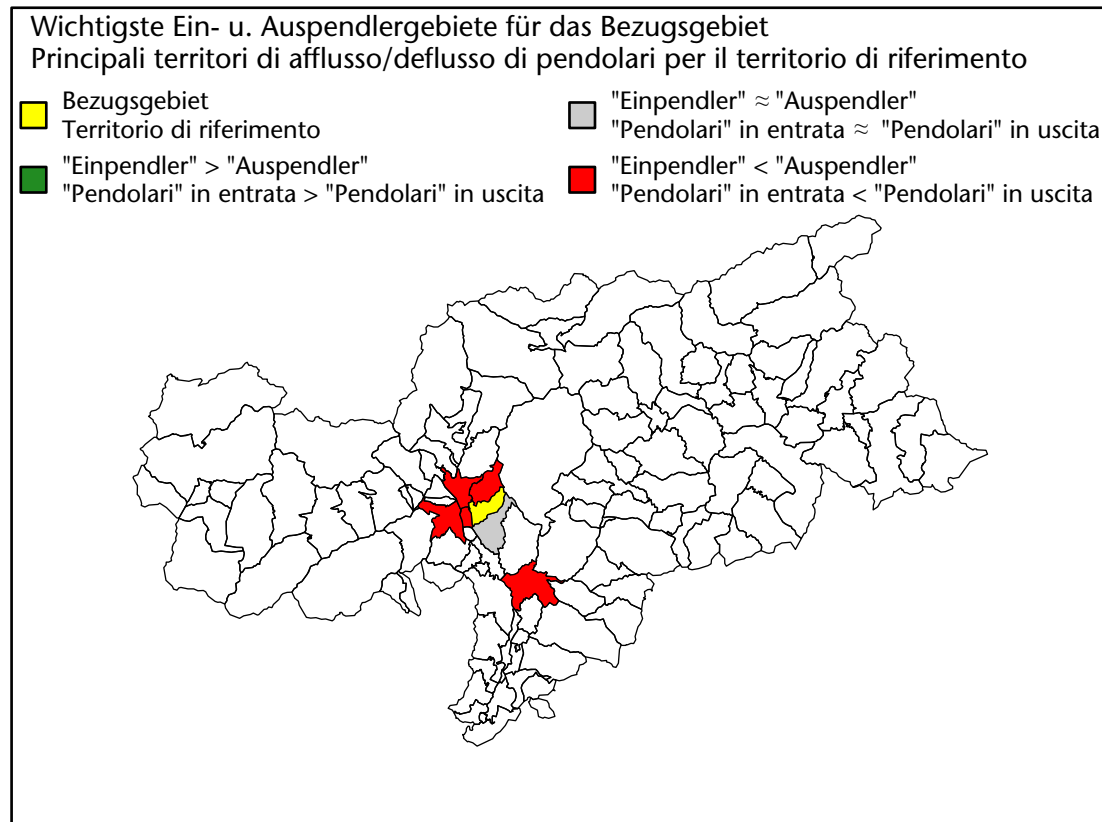 Wichtigste Ein- u. Auspendlergebiete für das Bezugsgebiet
Principali territori di afflusso/deflusso di pendolari per il territorio di riferimento
Bezugsgebiet
Territorio di riferimento
"Einpendler" > "Auspendler"
"Pendolari" in entrata > "Pendolari" in uscita
"Einpendler" ≈ "Auspendler"
"Pendolari" in entrata ≈ "Pendolari" in uscita
"Einpendler" < "Auspendler"
"Pendolari" in entrata < "Pendolari" in uscita